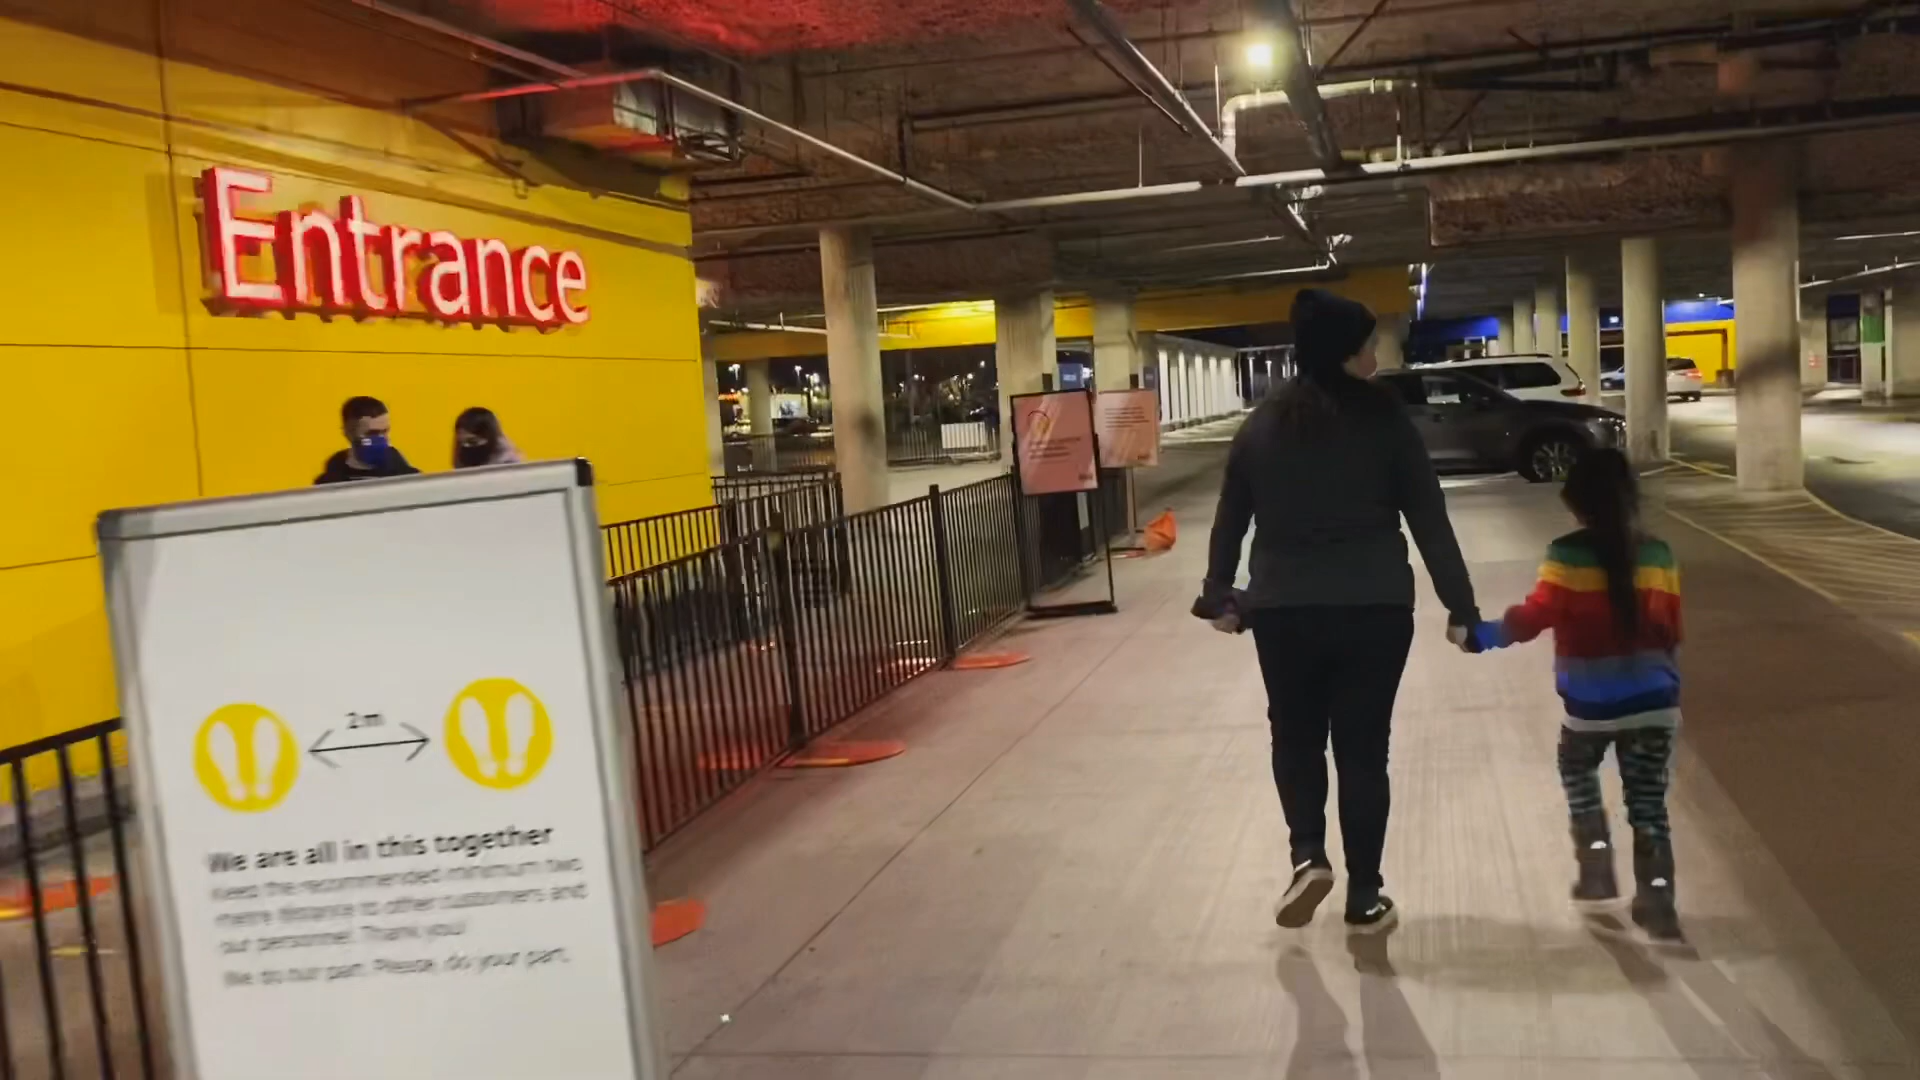 Entrance
2m
We are all in this together
Keep the recommended minimum two
metre distance to other customers and
our personnel. Thank you!
We do our part. Please, do your part.